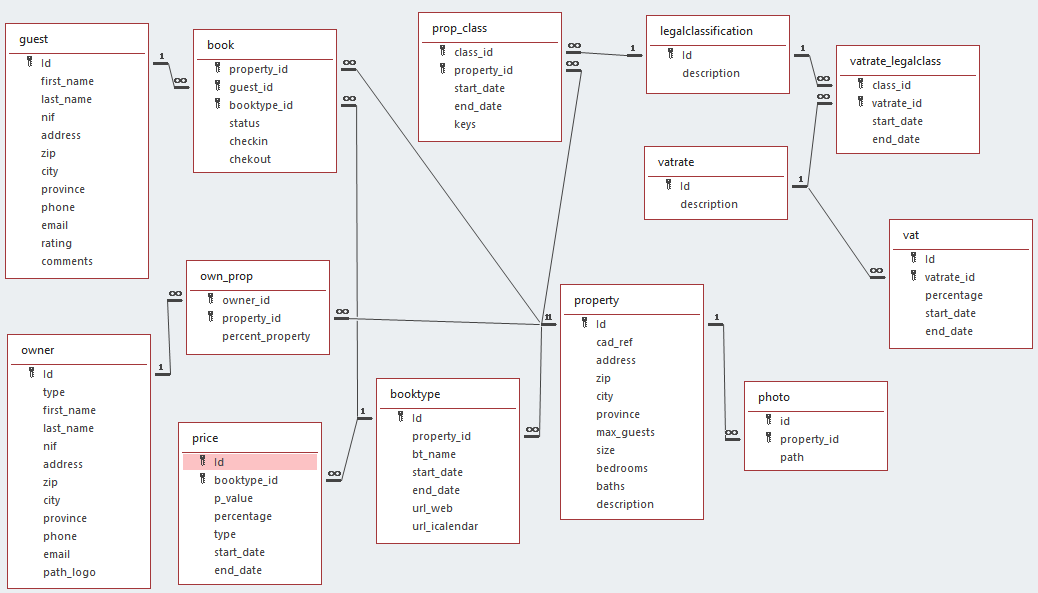 guest
Id
first_name
last_name
nif
address
zip
city
province
phone
email
rating
comments
1
∞
book
property_id
guest_id
booktype_id
status
checkin
chekout
∞
∞
prop_class
class_id
property_id
start_date
end_date
keys
∞
∞
1
legalclassification
Id
description
1
∞
∞
vatrate_legalclass
class_id
vatrate_id
start_date
end_date
vatrate
Id
description
1
∞
vat
Id
vatrate_id
percentage
start_date
end_date
own_prop
owner_id
property_id
percent_property
∞
∞
11
property
Id
cad_ref
address
zip
city
province
max_guests
size
bedrooms
baths
description
1
∞
photo
id
property_id
path
owner
Id
type
first_name
last_name
nif
address
zip
city
province
phone
email
path_logo
1
price
Id
booktype_id
p_value
percentage
type
start_date
end_date
∞
1
booktype
Id
property_id
bt_name
start_date
end_date
url_web
url_icalendar
∞